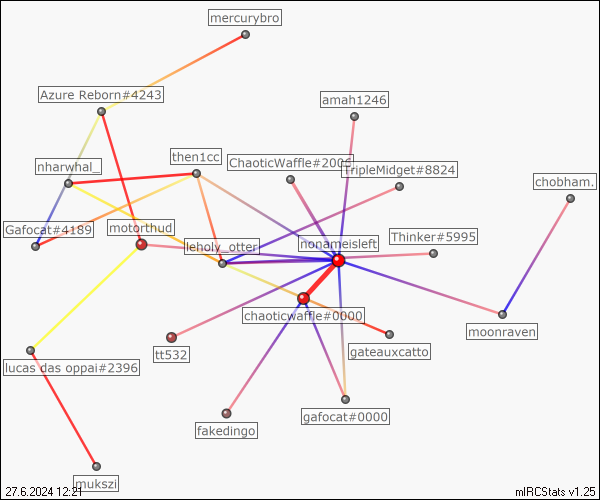 mercurybro
Azure Reborn#4243
amah1246
then1cc
ChaoticWaffle#200
nharwhal_
TripleMidget#8824
chobham.
Gafocat#4189
motorthud
leholy_otter
nonameisleft
Thinker#5995
chaoticwaffle#0000
moonraven
tt532
gateauxcatto
lucas das oppai#2396
gafocat#0000
fakedingo
mukszi
27.6.2024 12:21
mIRCStats v1.25